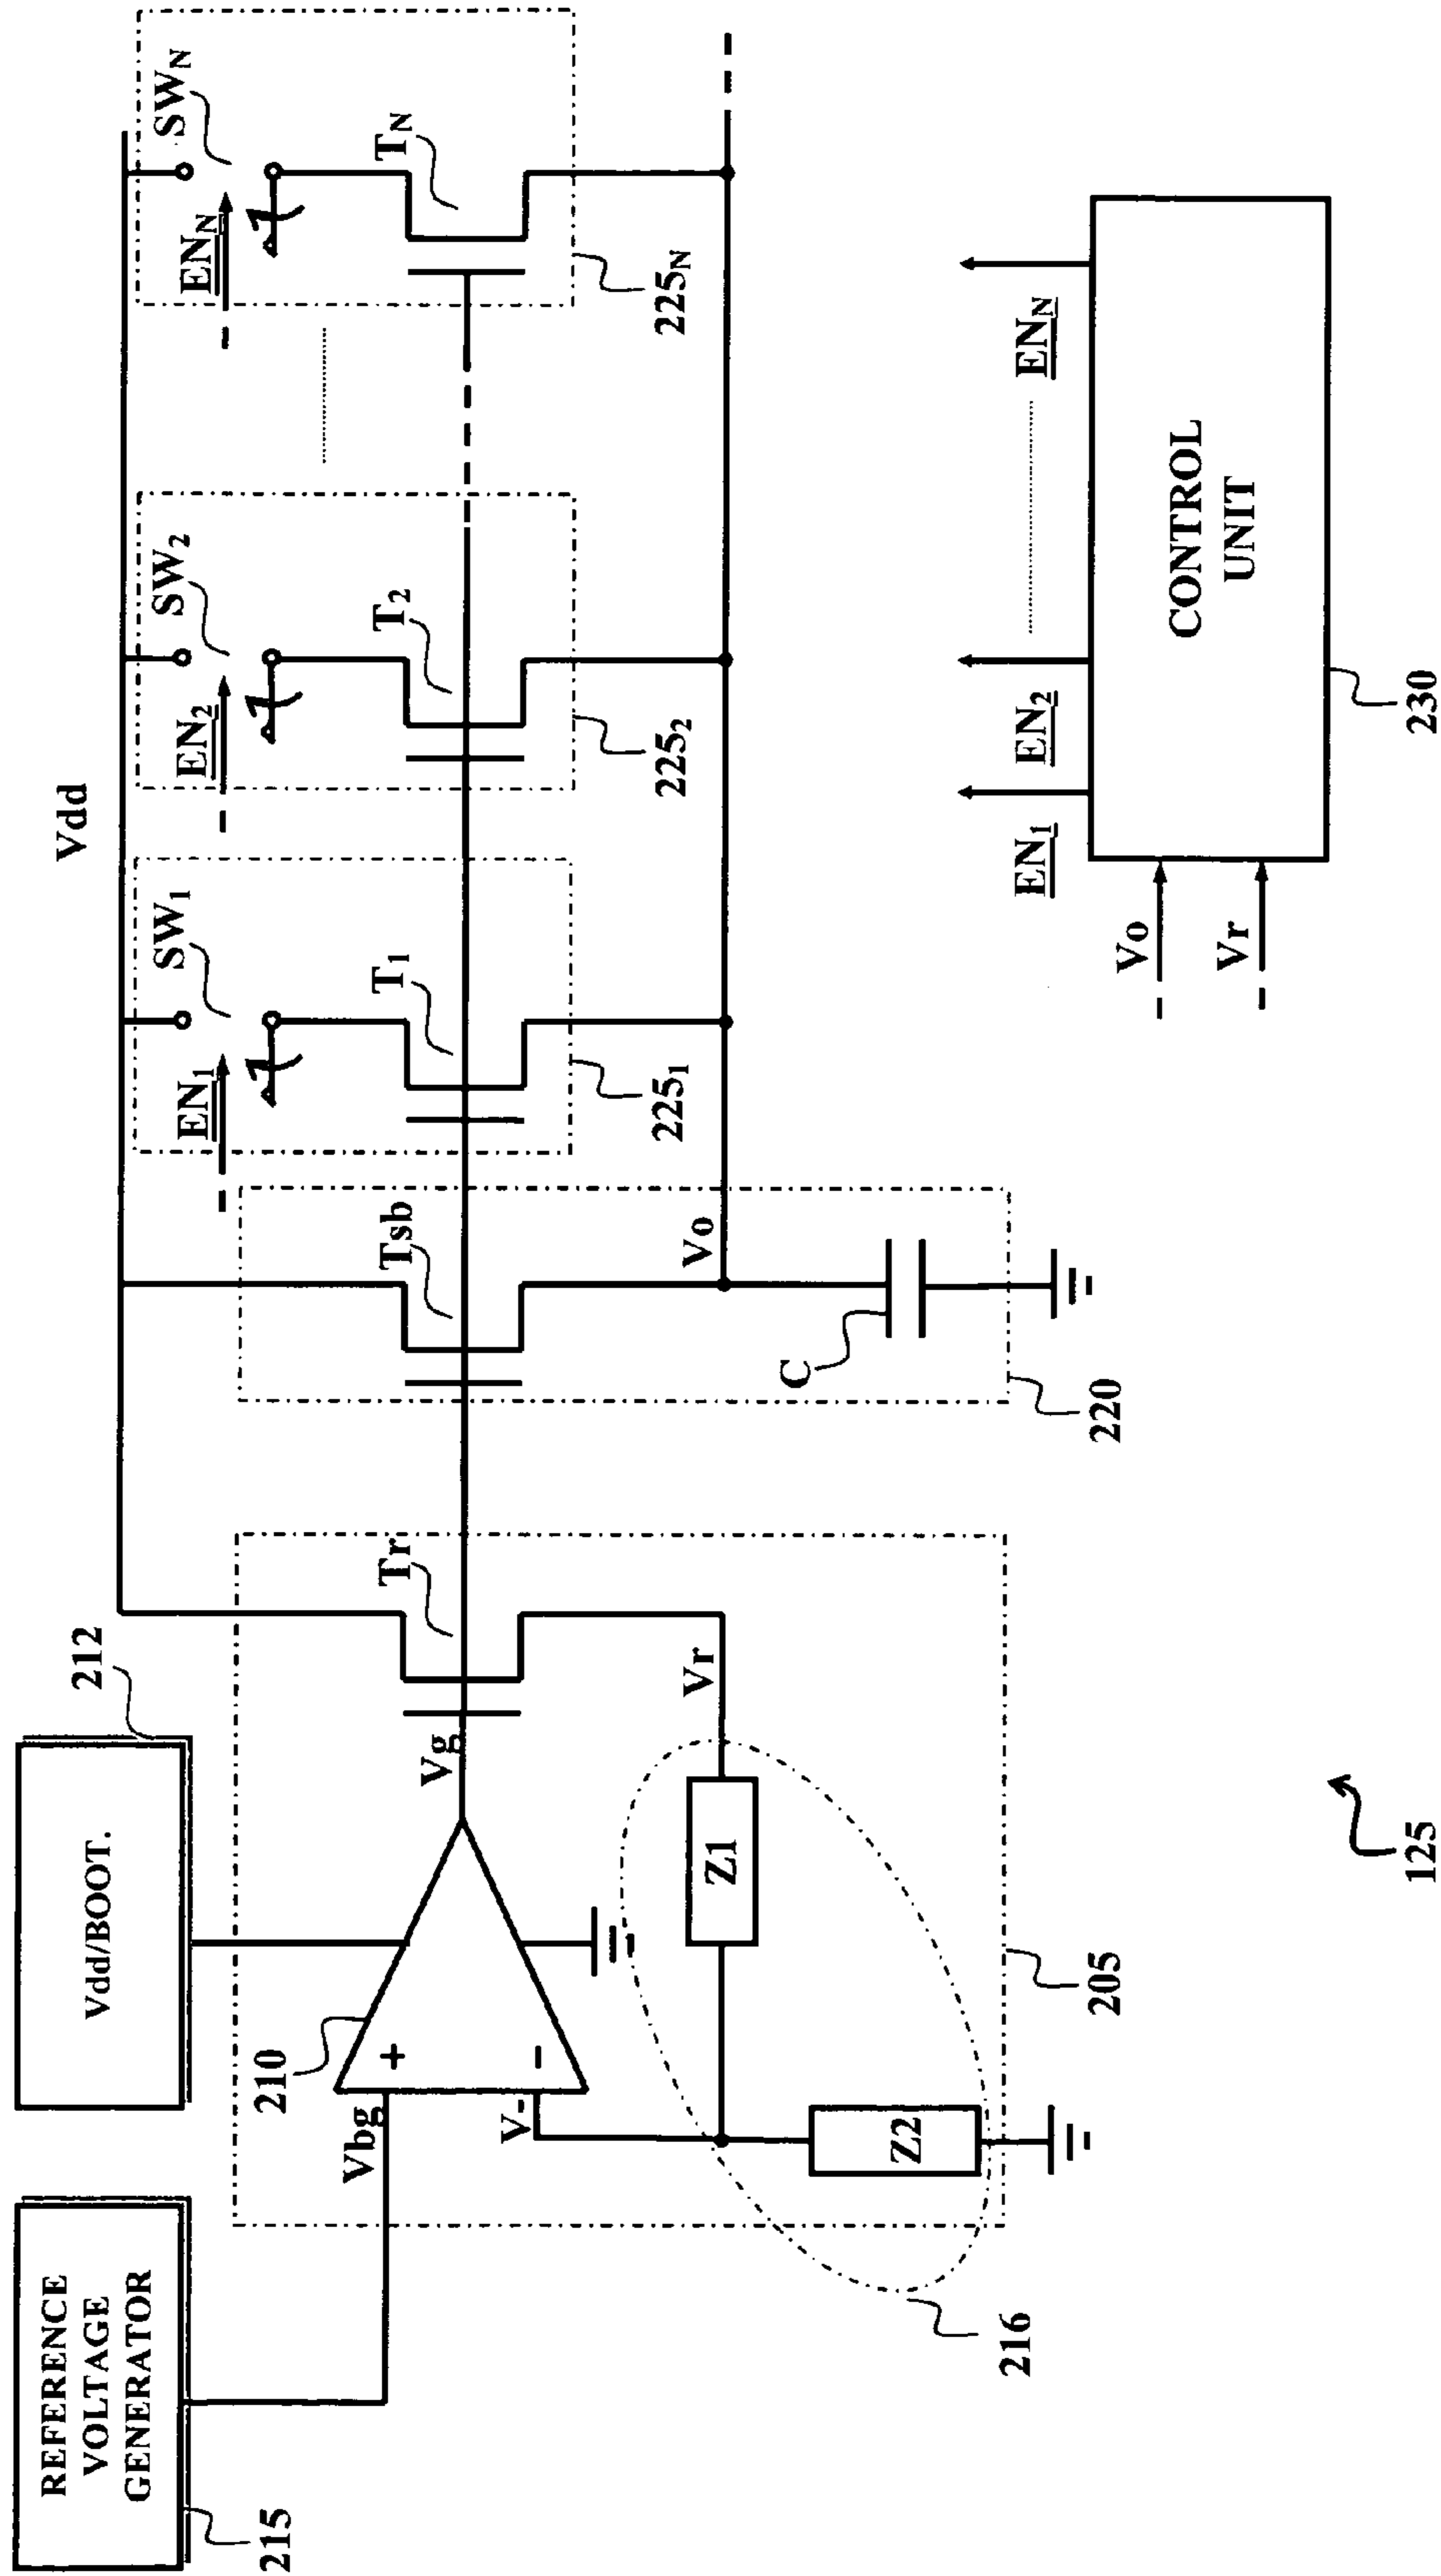 REFERENCE
VOLTAGE
GENERATOR
215
Vdd/BOOT.
212
Vdd
210
+
-
Vbg
V-
Vg
Tr
Vr
Z1
Z2
216
205
Tsb
Vo
C
220
EN1
SW1
T1
2251
EN2
SW2
T2
2252
ENN
SWN
TN
225N
Vo
Vr
EN1
EN2
ENN
CONTROL
UNIT
230
125